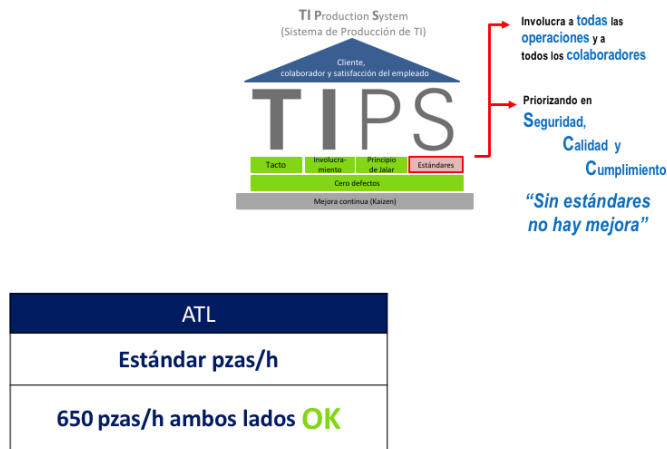 TI Production System
(Sistema de Producción de TI)
Cliente,
colaborador y satisfacción del empleado
TIPS
Tacto
Involucra-
miento
Principio
de Jalar
Estándares
Cero defectos
Mejora continua (Kaizen)
Involucra a todas las
operaciones y a
todos los colaboradores
Priorizando en
Seguridad,
Calidad y
Cumplimiento
“Sin estándares
no hay mejora”
ATL
Estándar pzas/h
650 pzas/h ambos lados OK